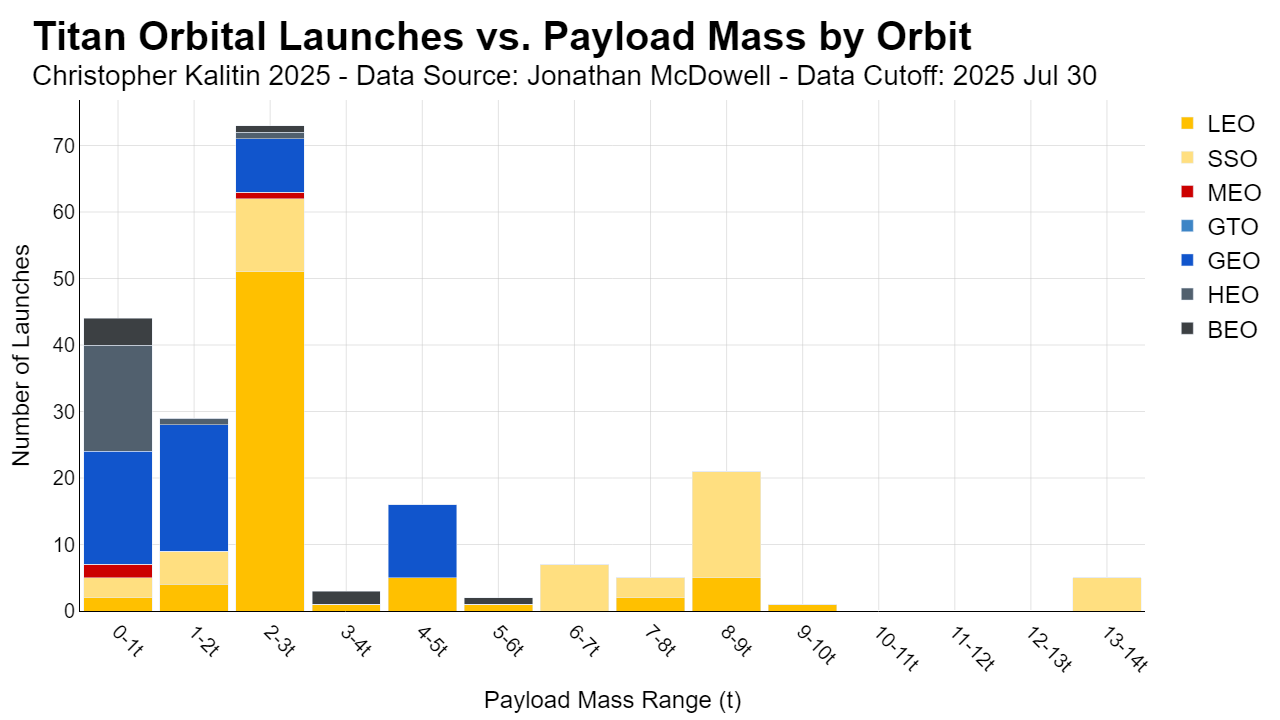 Titan Orbital Launches vs. Payload Mass by Orbit
Christopher Kalitin 2025 - Data Source: Jonathan McDowell - Data Cutoff: 2025 Jul 30
LEO
SSO
MEO
GTO
GEO
HEO
BEO
Number of Launches
70
60
50
40
30
20
10
0
0-1t
1-2t
2-3t
3-4t
4-5t
5-6t
6-7t
7-8t
8-9t
9-10t
10-11t
11-12t
12-13t
13-14t
Payload Mass Range (t)